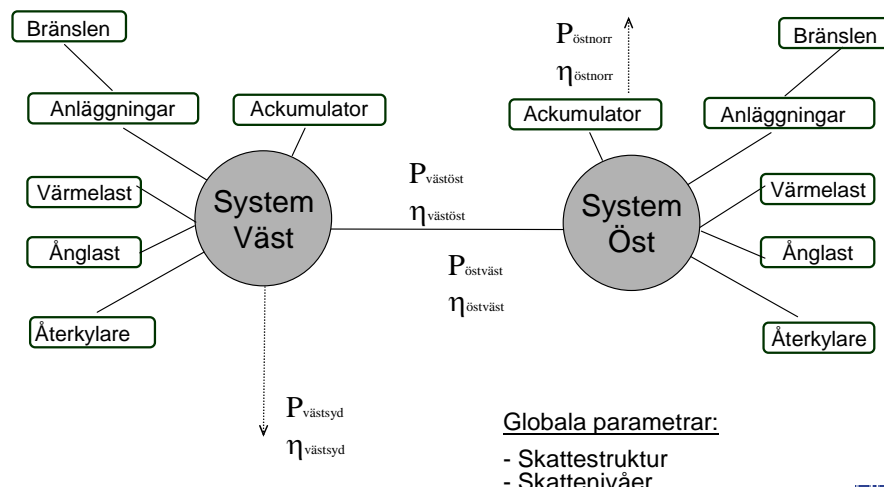 Bränslen
Anläggningar
Ackumulator
Värmelast
Ånglast
Återkylare
System
Väst
Pvästöst
ηvästöst
Pöstväst
ηöstväst
Pvästsyd
ηvästsyd
Pöstnorr
ηöstnorr
Bränslen
Ackumulator
Anläggningar
System
Öst
Värmelast
Ånglast
Återkylare
Globala parametrar:
- Skattestruktur
- Skattenivåer